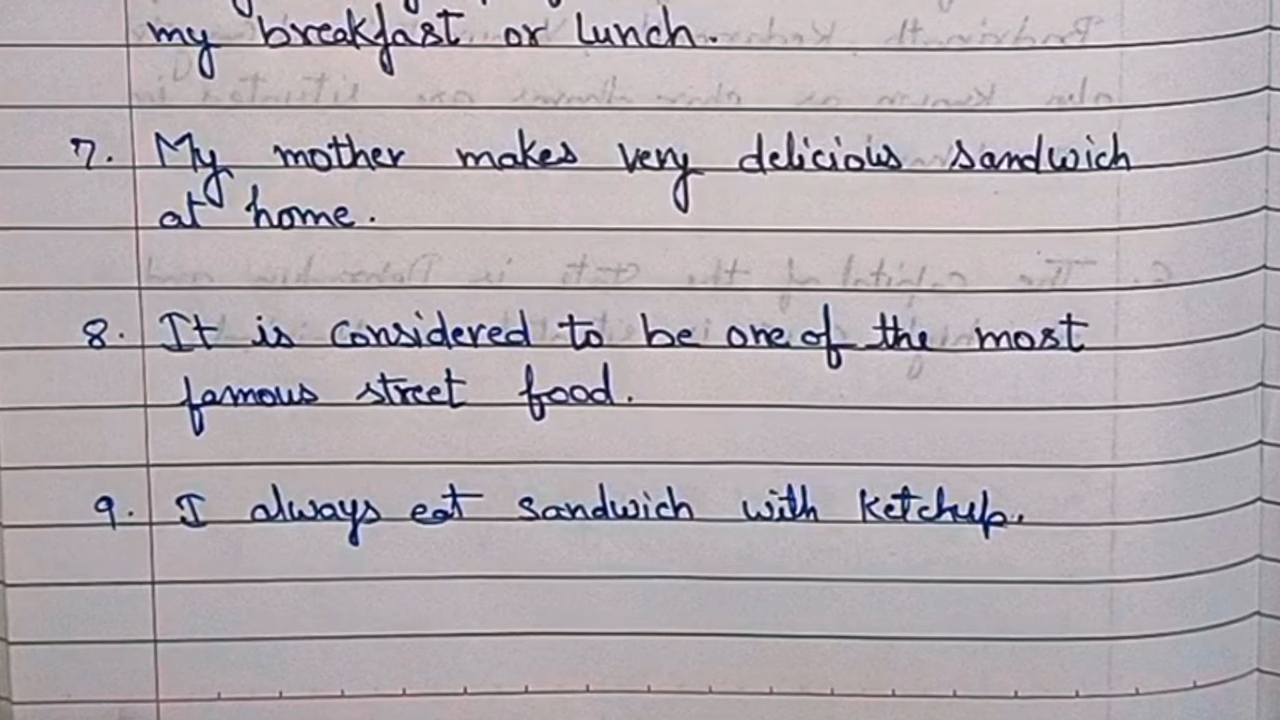 my breakfast or lunch.
7. My mother makes very delicious sandwich
at home.
8. It is considered to be one of the most
famous street food.
9. I always eat sandwich with ketchup.